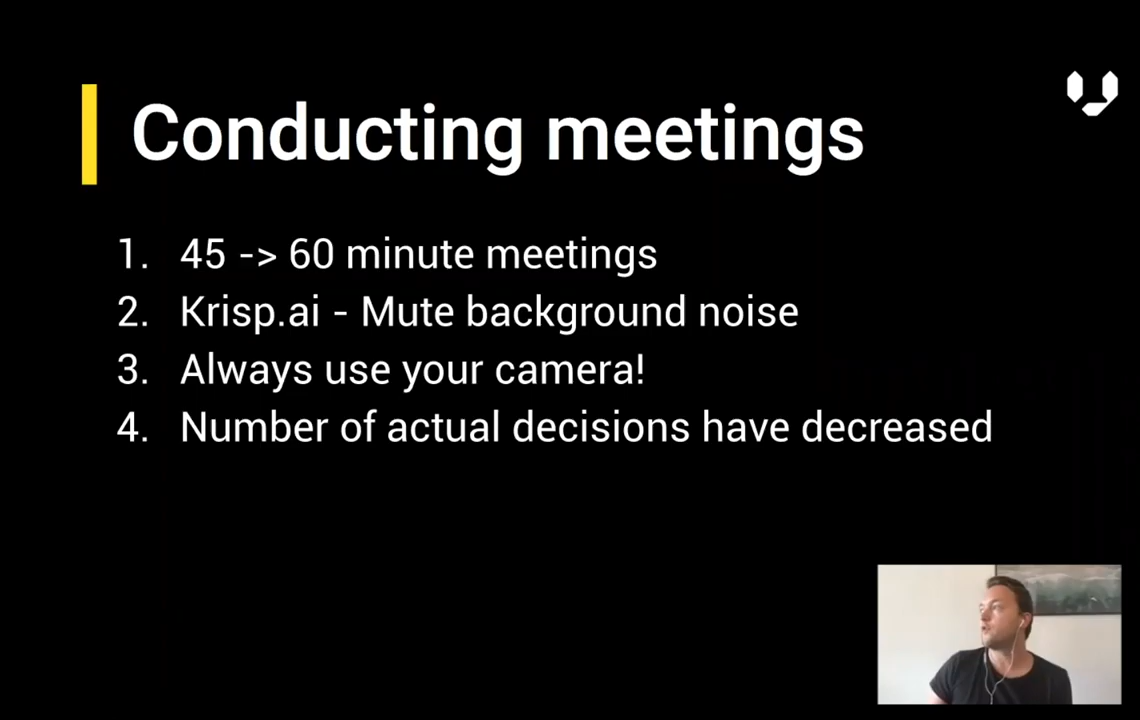 Conducting meetings
1. 45 -> 60 minute meetings
2. Krisp.ai - Mute background noise
3. Always use your camera!
4. Number of actual decisions have decreased